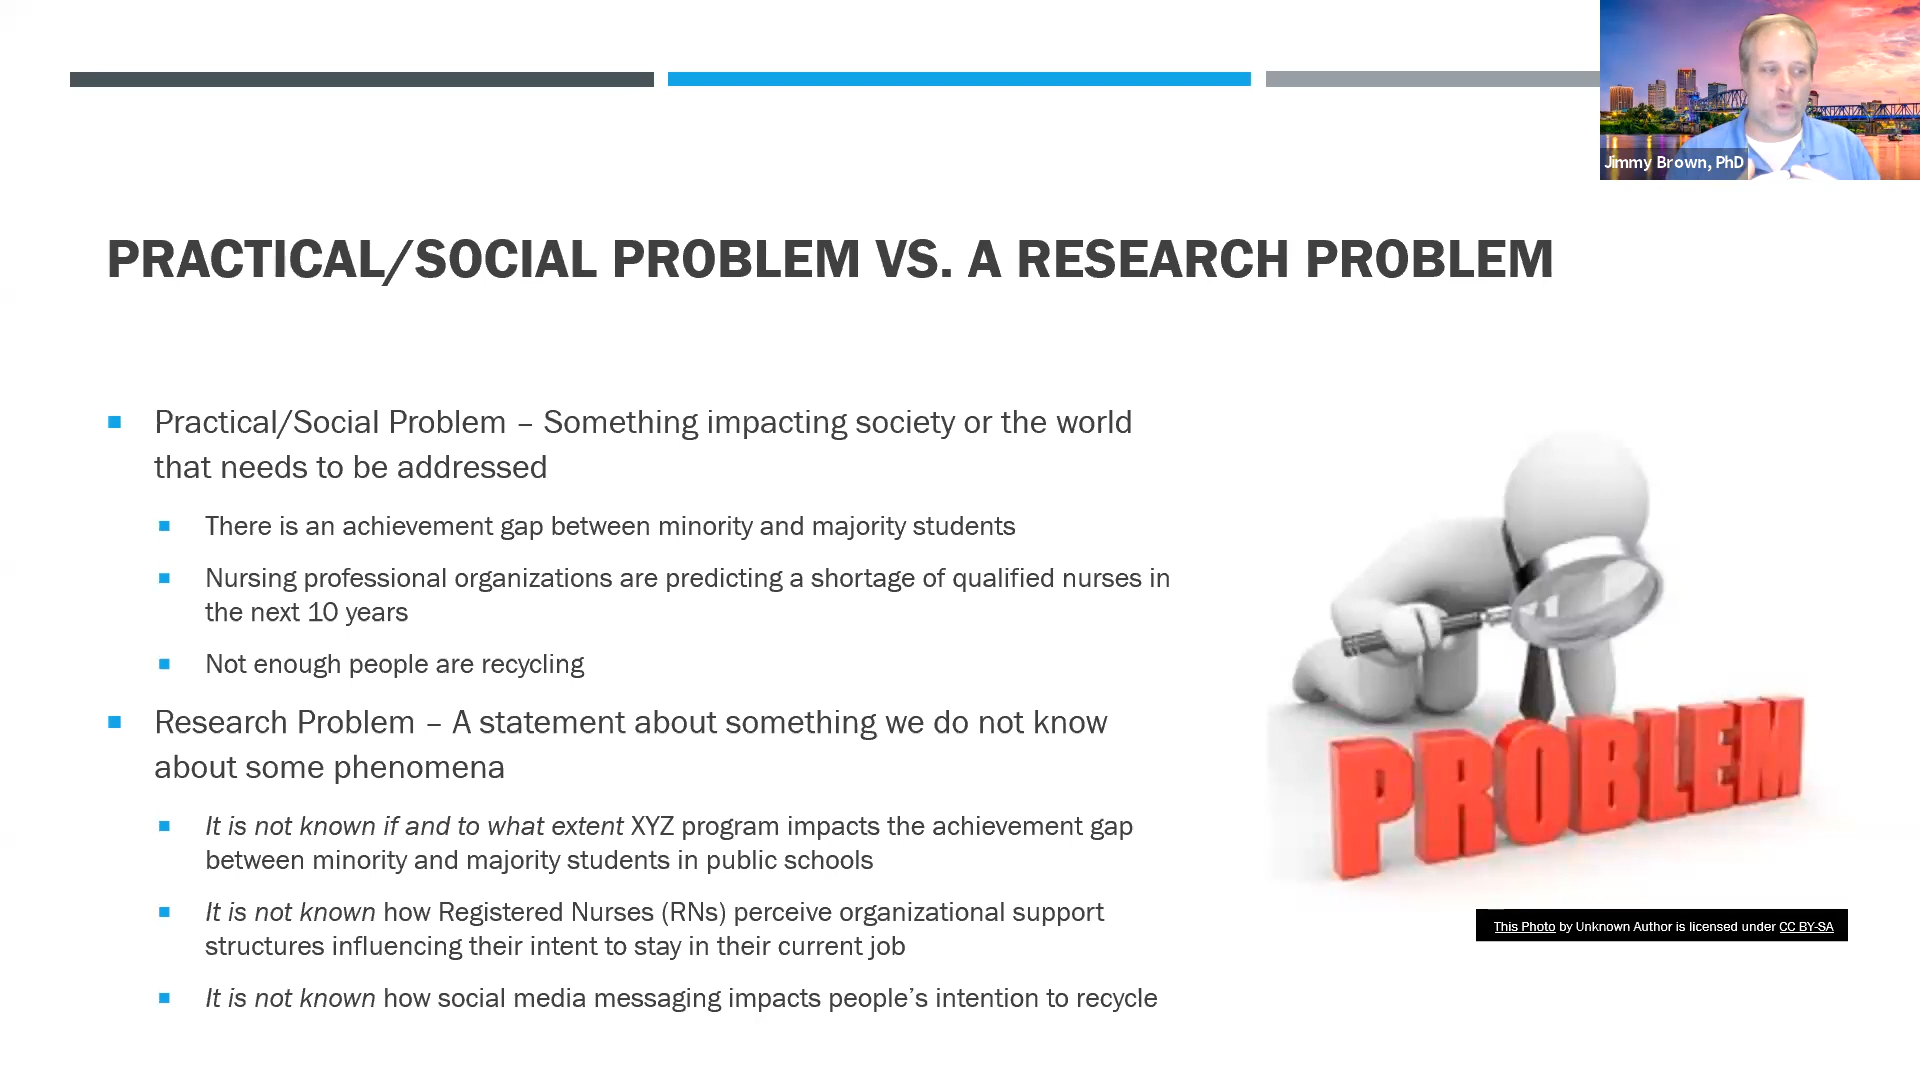 Jimmy Brown, PhD
PRACTICAL/SOCIAL PROBLEM VS. A RESEARCH PROBLEM
Practical/Social Problem – Something impacting society or the world
that needs to be addressed
There is an achievement gap between minority and majority students
Nursing professional organizations are predicting a shortage of qualified nurses in
the next 10 years
Not enough people are recycling
Research Problem – A statement about something we do not know
about some phenomena
It is not known if and to what extent XYZ program impacts the achievement gap
between minority and majority students in public schools
It is not known how Registered Nurses (RNs) perceive organizational support
structures influencing their intent to stay in their current job
It is not known how social media messaging impacts people’s intention to recycle
PROBLEM
This Photo by Unknown Author is licensed under CC BY-SA